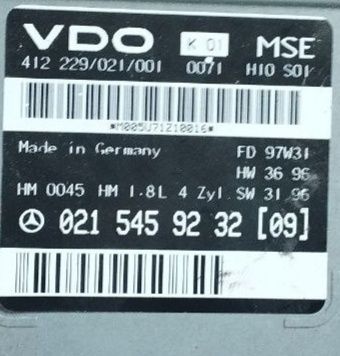 VDO K 01 MSE
412 229/021/001 0071 H10 S01
*M005U71Z10016*
Made in Germany FD 97W31
HW 36 96
HM 0045 HM 1.8L 4 Zyl. SW 31 96
021 545 92 32 [09]